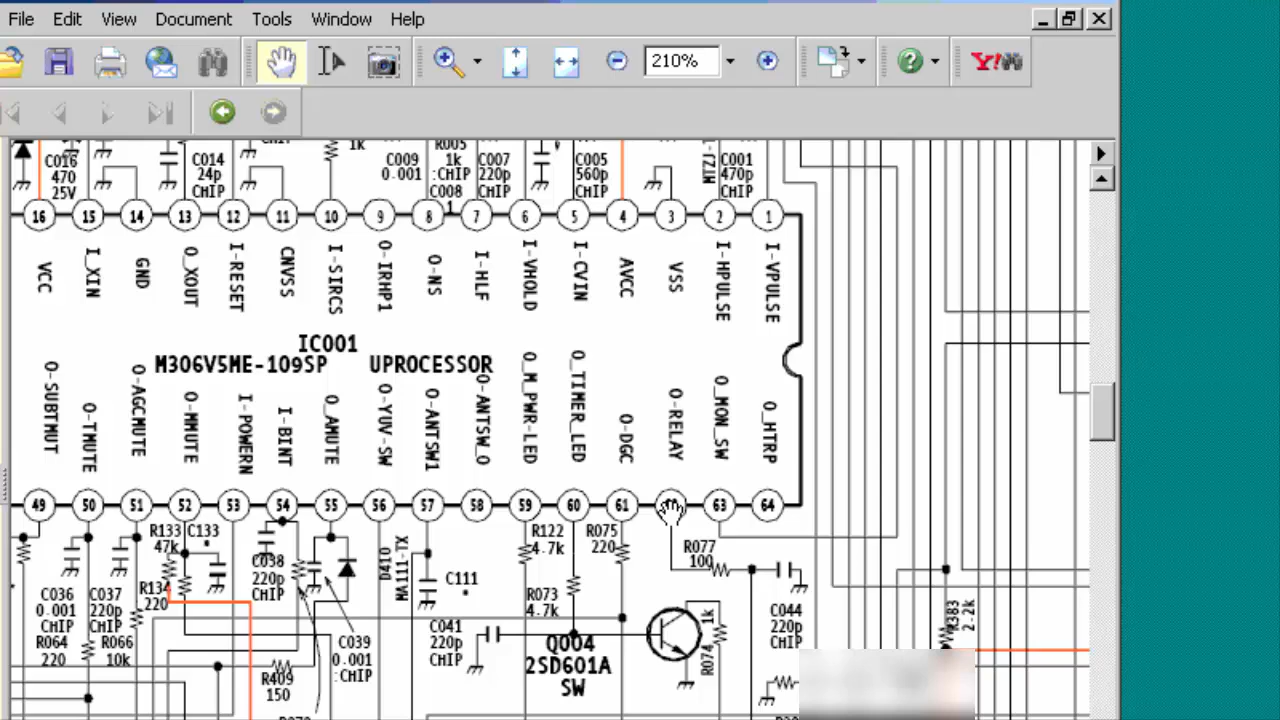 File Edit View Document Tools Window Help
210%
Y!
C016
470
25V
C014
24p
CHIP
1k
C009
0.001
R005
1k
:CHIP
C008
1
C007
220p
CHIP
C005
560p
CHIP
MTZJ-
C001
470p
CHIP
16 15 14 13 12 11 10 9 8 7 6 5 4 3 2 1
VCC I_XIN GND O_XOUT I-RESET CNVSS I-SIRCS O-IRHP1 O-NS I-HLF I-VHOLD I-CVIN AVCC VSS I-HPULSE I-VPULSE
IC001
M306V5ME-109SP UPROCESSOR
O-SUBTMUT O-TMUTE O-AGCMUTE O-MMUTE I-POWERN I-BINT O_AMUTE O-YUV-SW O-ANTSW1 O-ANTSW_O O_M_PWR-LED O_TIMER_LED O-DGC O-RELAY O_MON_SW O_HTRP
49 50 51 52 53 54 55 56 57 58 59 60 61 63 64
R133
47k
C133
R134
220
C038
220p
CHIP
D410
MA111-TX
C111
R122
4.7k
R075
220
R077
100
C036
0.001
CHIP
R064
220
C037
220p
CHIP
R066
10k
C039
0.001
:CHIP
R409
150
C041
220p
CHIP
R073
4.7k
Q004
2SD601A
SW
1k
R074
C044
220p
CHIP
R383
2.2k